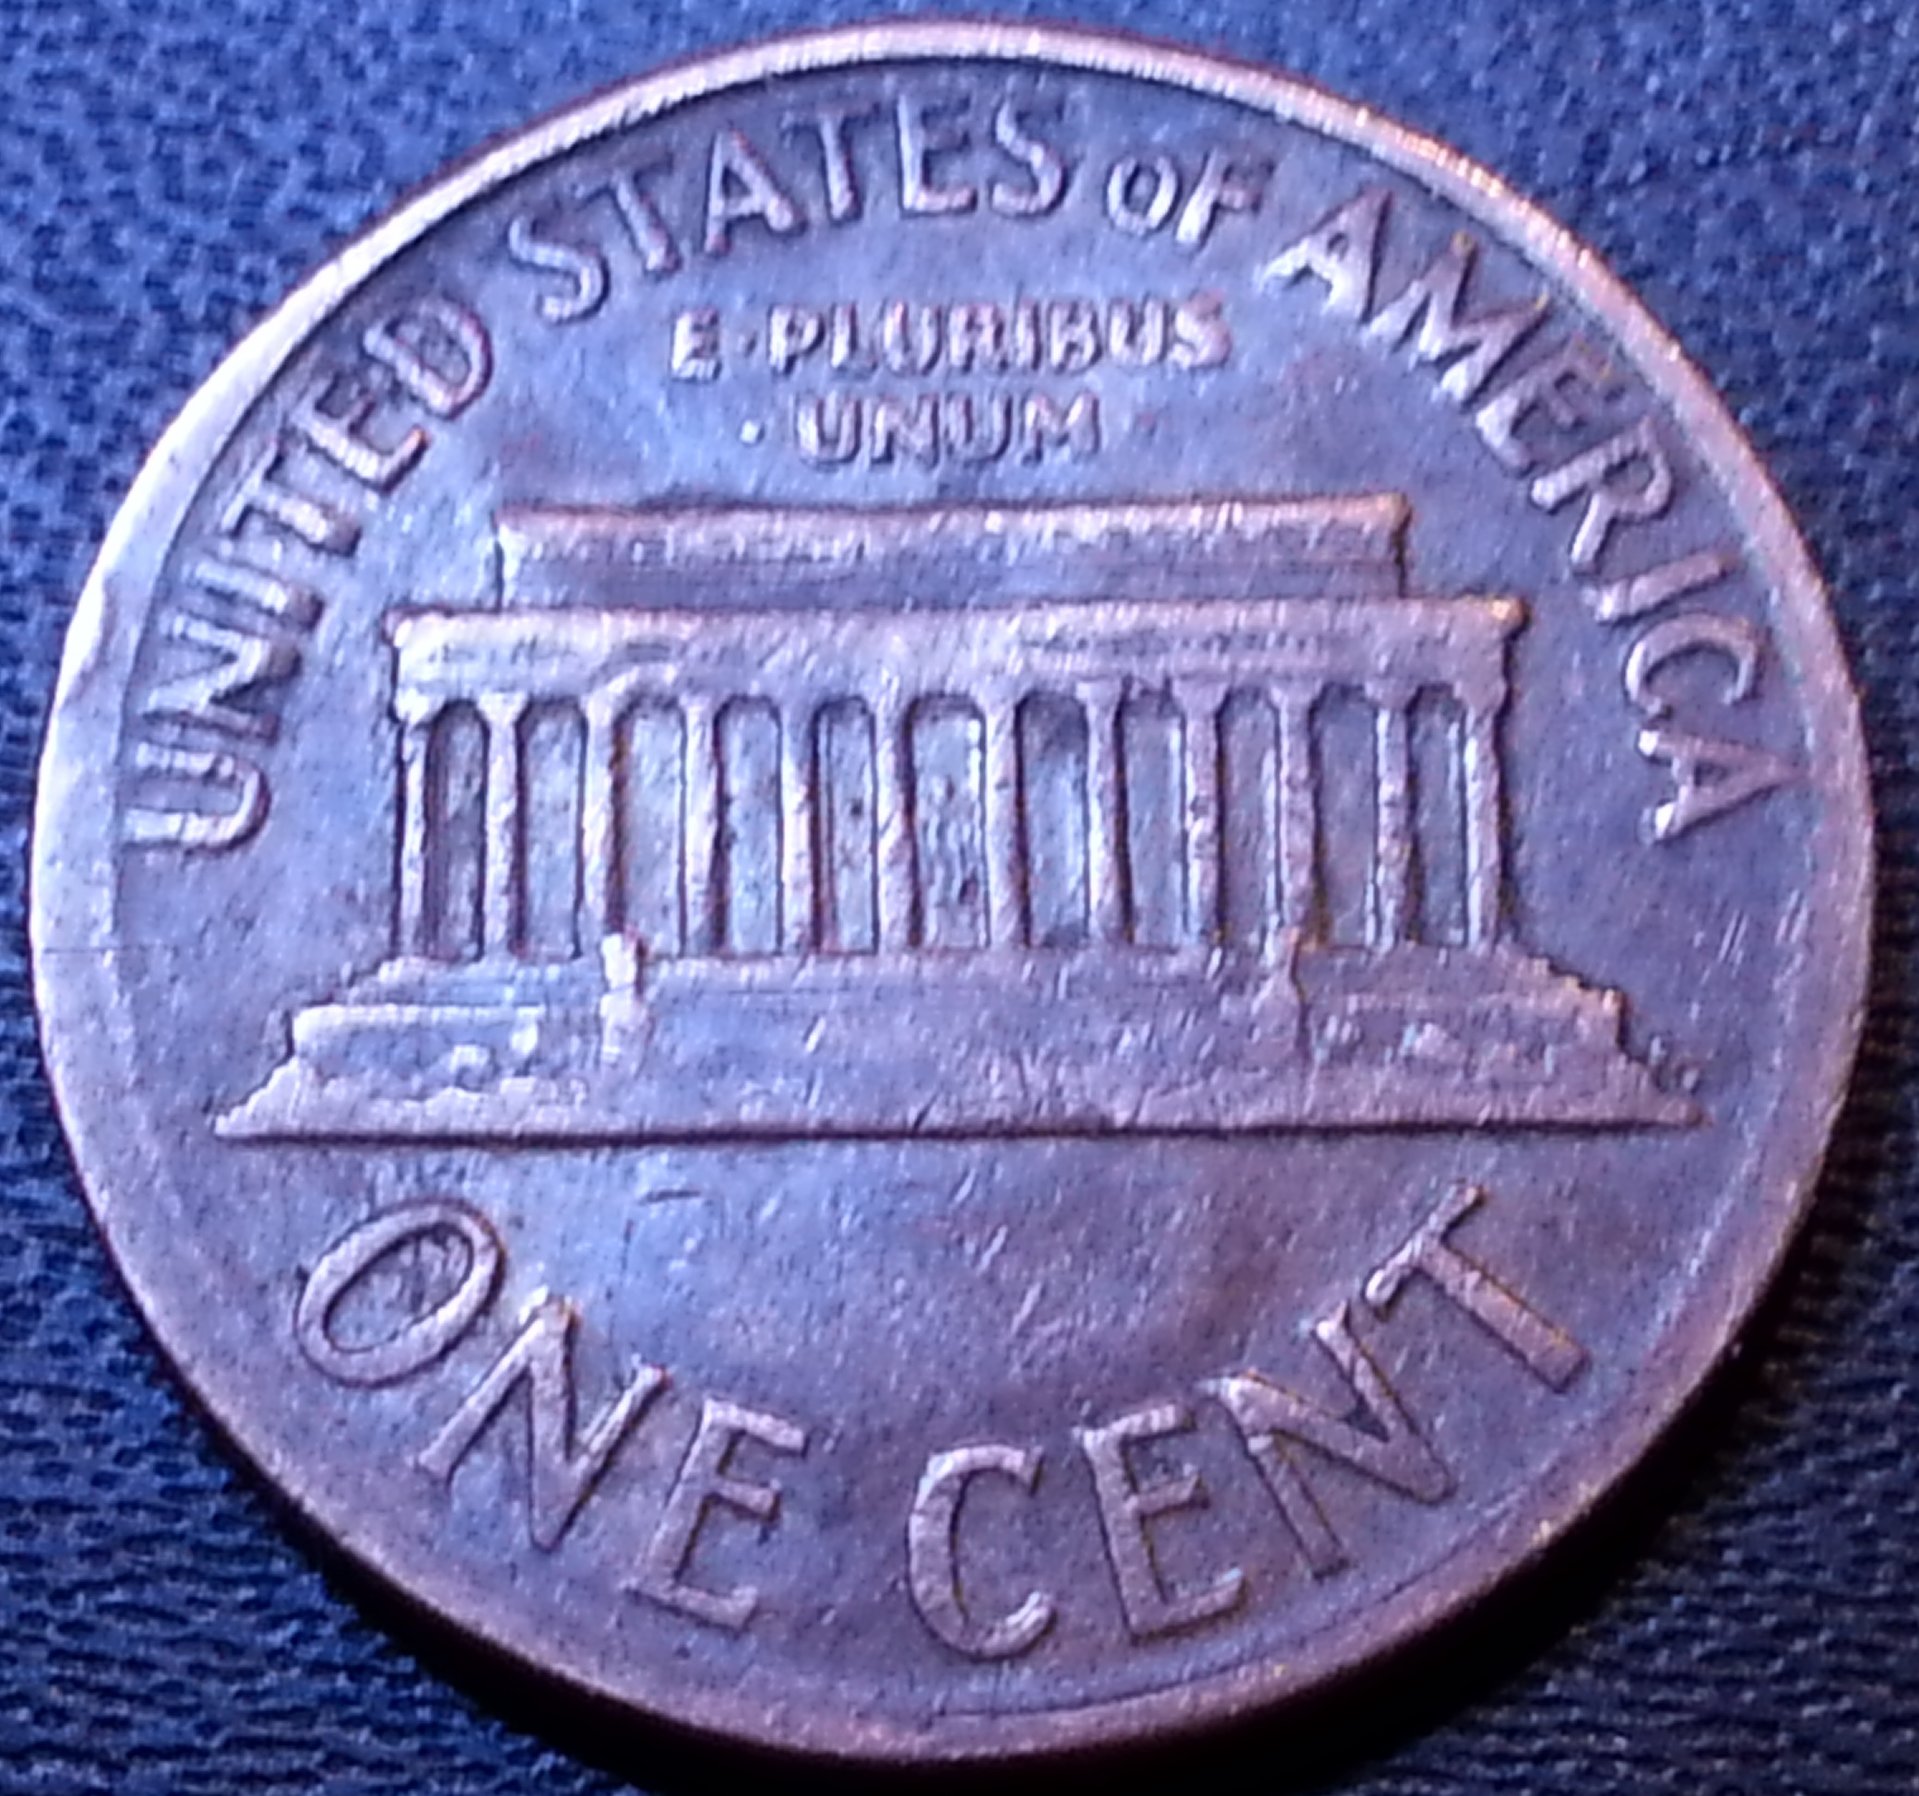 UNITED STATES OF AMERICA
E·PLURIBUS
·UNUM·
ONE CENT